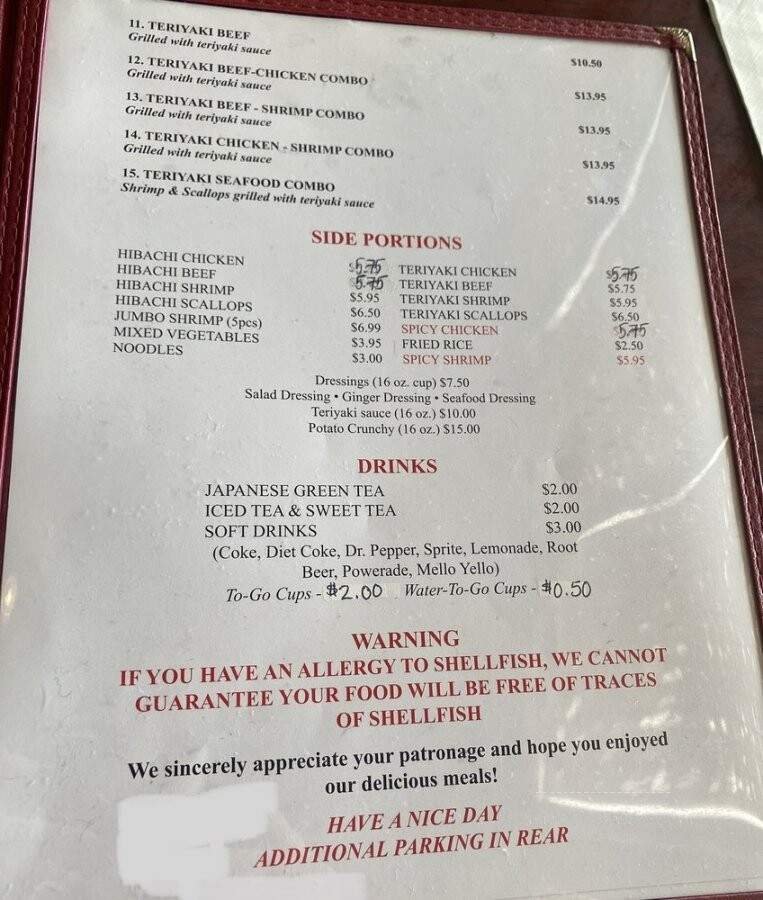 11. TERIYAKI BEEF $10.50
Grilled with teriyaki sauce
12. TERIYAKI BEEF-CHICKEN COMBO $13.95
Grilled with teriyaki sauce
13. TERIYAKI BEEF - SHRIMP COMBO $13.95
Grilled with teriyaki sauce
14. TERIYAKI CHICKEN - SHRIMP COMBO $13.95
Grilled with teriyaki sauce
15. TERIYAKI SEAFOOD COMBO $14.95
Shrimp & Scallops grilled with teriyaki sauce
SIDE PORTIONS
HIBACHI CHICKEN $5.75 TERIYAKI CHICKEN $5.75
HIBACHI BEEF $5.75 TERIYAKI BEEF $5.75
HIBACHI SHRIMP $5.95 TERIYAKI SHRIMP $5.95
HIBACHI SCALLOPS $6.50 TERIYAKI SCALLOPS $6.50
JUMBO SHRIMP (5pcs) $6.99 SPICY CHICKEN $5.75
MIXED VEGETABLES $3.95 FRIED RICE $2.50
NOODLES $3.00 SPICY SHRIMP $5.95
Dressings (16 oz. cup) $7.50
Salad Dressing • Ginger Dressing • Seafood Dressing
Teriyaki sauce (16 oz.) $10.00
Potato Crunchy (16 oz.) $15.00
DRINKS
JAPANESE GREEN TEA $2.00
ICED TEA & SWEET TEA $2.00
SOFT DRINKS $3.00
(Coke, Diet Coke, Dr. Pepper, Sprite, Lemonade, Root
Beer, Powerade, Mello Yello)
To-Go Cups - $2.00 Water-To-Go Cups - $0.50
WARNING
IF YOU HAVE AN ALLERGY TO SHELLFISH, WE CANNOT
GUARANTEE YOUR FOOD WILL BE FREE OF TRACES
OF SHELLFISH
We sincerely appreciate your patronage and hope you enjoyed
our delicious meals!
HAVE A NICE DAY
ADDITIONAL PARKING IN REAR